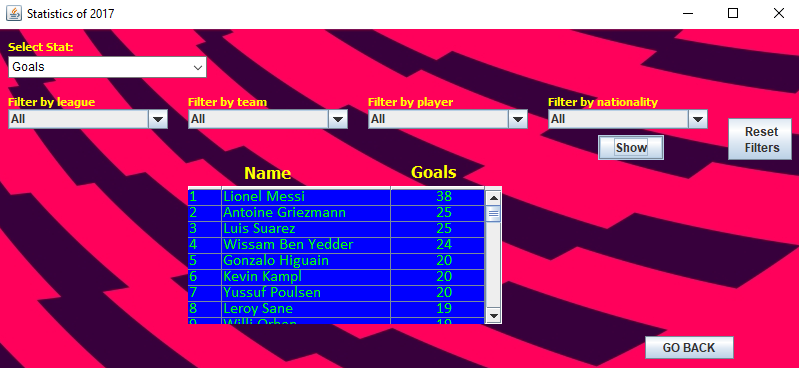 Statistics of 2017
Select Stat:
Goals
Filter by league Filter by team Filter by player Filter by nationality
All All All All
Reset Filters
Show
Name Goals
1 Lionel Messi 38
2 Antoine Griezmann 25
3 Luis Suarez 25
4 Wissam Ben Yedder 24
5 Gonzalo Higuain 20
6 Kevin Kampl 20
7 Yussuf Poulsen 20
8 Leroy Sane 19
9 Willi Orban 19
GO BACK